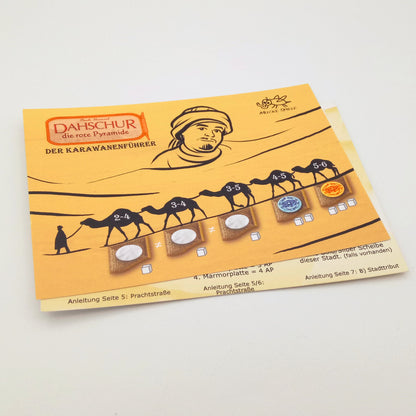 DAHSCHUR
die rote Pyramide
DER KARAWANENFÜHRER
2-4
3-4
3-5
4-5
5-6
dieser Stadt. (falls vorhanden)
4. Marmorplatte = 4 AP
Anleitung Seite 5: Prachtstraße
Anleitung Seite 5/6:
Prachtstraße
Anleitung Seite 7: B) Stadttribut